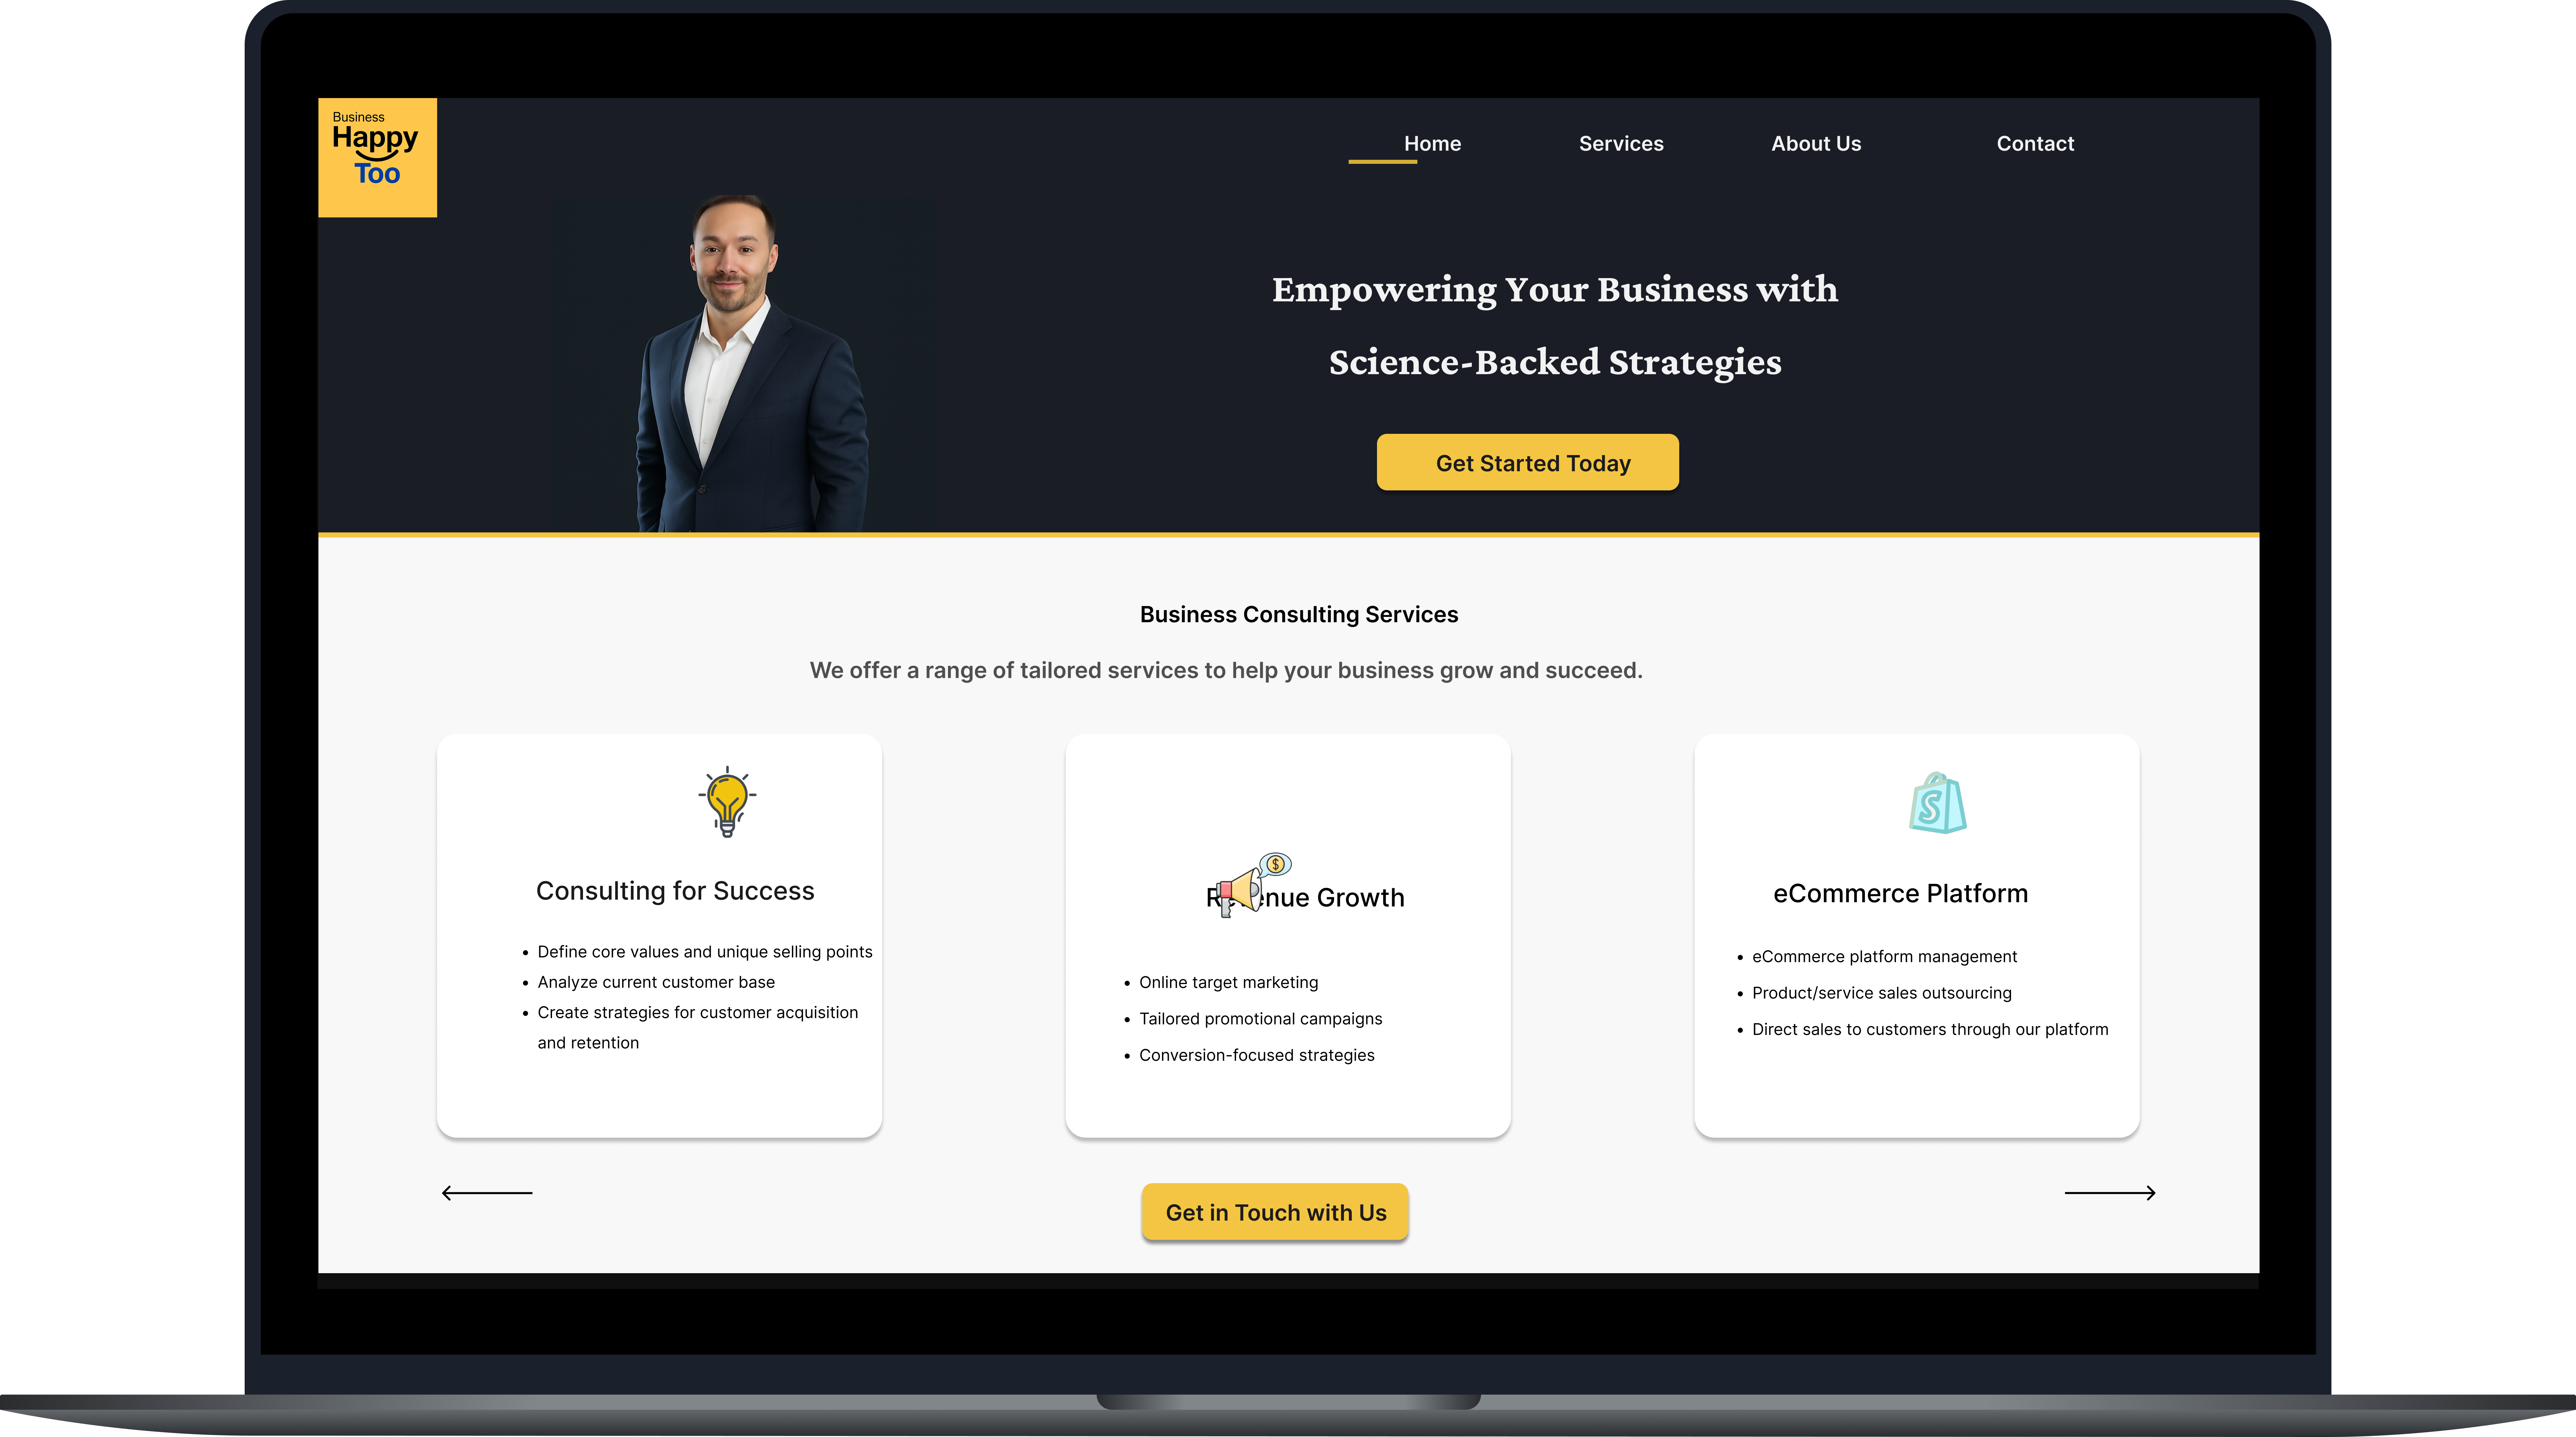 Business
Happy
Too
Home
Services
About Us
Contact
Empowering Your Business with
Science-Backed Strategies
Get Started Today
Business Consulting Services
We offer a range of tailored services to help your business grow and succeed.
Consulting for Success
• Define core values and unique selling points
• Analyze current customer base
• Create strategies for customer acquisition
and retention
$
Revenue Growth
• Online target marketing
• Tailored promotional campaigns
• Conversion-focused strategies
S
eCommerce Platform
• eCommerce platform management
• Product/service sales outsourcing
• Direct sales to customers through our platform
Get in Touch with Us